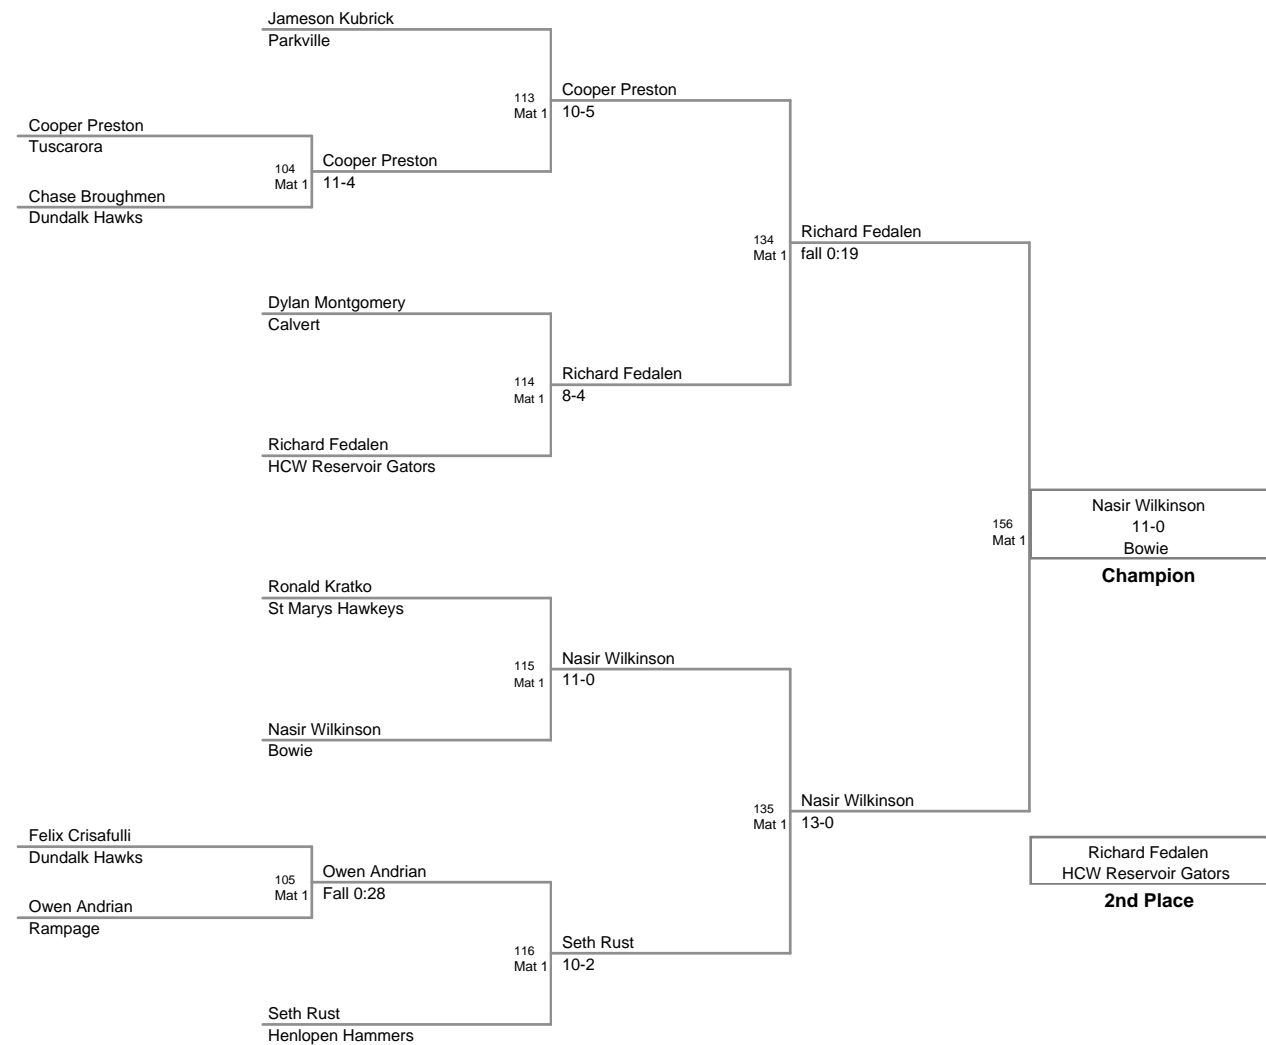 Jameson Kubrick
Parkville
113
Mat 1
Cooper Preston
10-5
Cooper Preston
Tuscarora
104
Mat 1
Cooper Preston
11-4
Chase Broughmen
Dundalk Hawks
134
Mat 1
Richard Fedalen
fall 0:19
Dylan Montgomery
Calvert
114
Mat 1
Richard Fedalen
8-4
Richard Fedalen
HCW Reservoir Gators
156
Mat 1
Nasir Wilkinson
11-0
Bowie
Champion
Ronald Kratko
St Marys Hawkeys
115
Mat 1
Nasir Wilkinson
11-0
Nasir Wilkinson
Bowie
135
Mat 1
Nasir Wilkinson
13-0
Felix Crisafulli
Dundalk Hawks
105
Mat 1
Owen Andrian
Fall 0:28
Owen Andrian
Rampage
Richard Fedalen
HCW Reservoir Gators
2nd Place
116
Mat 1
Seth Rust
10-2
Seth Rust
Henlopen Hammers